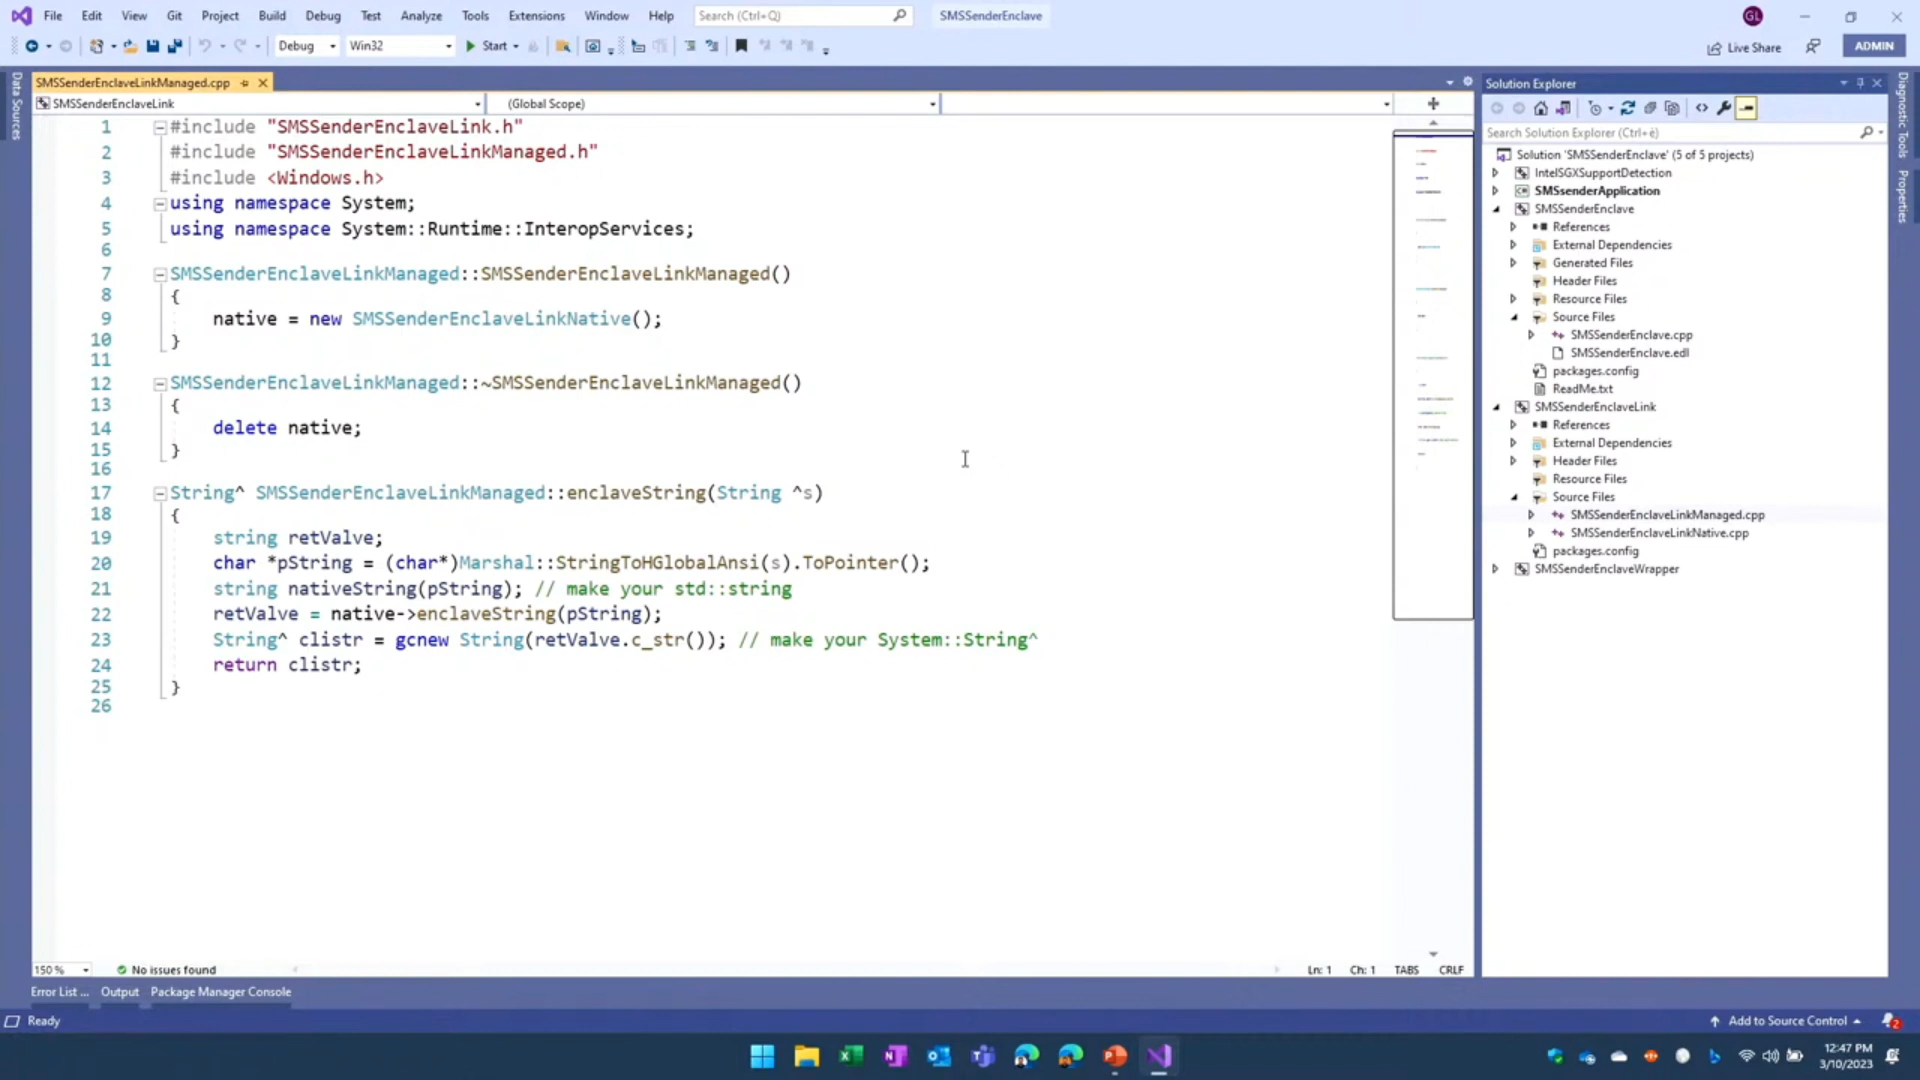 File Edit View Git Project Build Debug Test Analyze Tools Extensions Window Help Search (Ctrl+Q) SMSSenderEnclave GL
Debug Win32 Start Live Share ADMIN
Data Sources
SMSSenderEnclaveLinkManaged.cpp
SMSSenderEnclaveLink (Global Scope)
1 #include "SMSSenderEnclaveLink.h"
2 #include "SMSSenderEnclaveLinkManaged.h"
3 #include <Windows.h>
4 using namespace System;
5 using namespace System::Runtime::InteropServices;
6
7 SMSSenderEnclaveLinkManaged::SMSSenderEnclaveLinkManaged()
8 {
9 native = new SMSSenderEnclaveLinkNative();
10 }
11
12 SMSSenderEnclaveLinkManaged::~SMSSenderEnclaveLinkManaged()
13 {
14 delete native;
15 }
16
17 String^ SMSSenderEnclaveLinkManaged::enclaveString(String ^s)
18 {
19 string retValve;
20 char *pString = (char*)Marshal::StringToHGlobalAnsi(s).ToPointer();
21 string nativeString(pString); // make your std::string
22 retValve = native->enclaveString(pString);
23 String^ clistr = gcnew String(retValve.c_str()); // make your System::String^
24 return clistr;
25 }
26
150 % No issues found Ln: 1 Ch: 1 TABS CRLF
Solution Explorer
Search Solution Explorer (Ctrl+è)
Solution 'SMSSenderEnclave' (5 of 5 projects)
IntelSGXSupportDetection
SMSsenderApplication
SMSSenderEnclave
References
External Dependencies
Generated Files
Header Files
Resource Files
Source Files
SMSSenderEnclave.cpp
SMSSenderEnclave.edl
packages.config
ReadMe.txt
SMSSenderEnclaveLink
References
External Dependencies
Header Files
Resource Files
Source Files
SMSSenderEnclaveLinkManaged.cpp
SMSSenderEnclaveLinkNative.cpp
packages.config
SMSSenderEnclaveWrapper
Diagnostic Tools
Properties
Error List ... Output Package Manager Console
Ready Add to Source Control 2
12:47 PM
3/10/2023